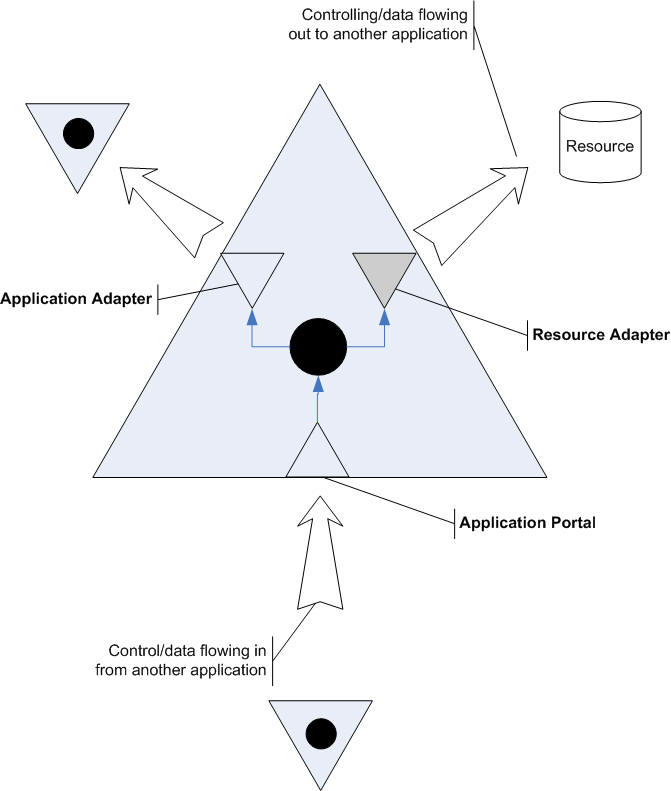 Controlling/data flowing
out to another application
Resource
Application Adapter
Resource Adapter
Application Portal
Control/data flowing in
from another application